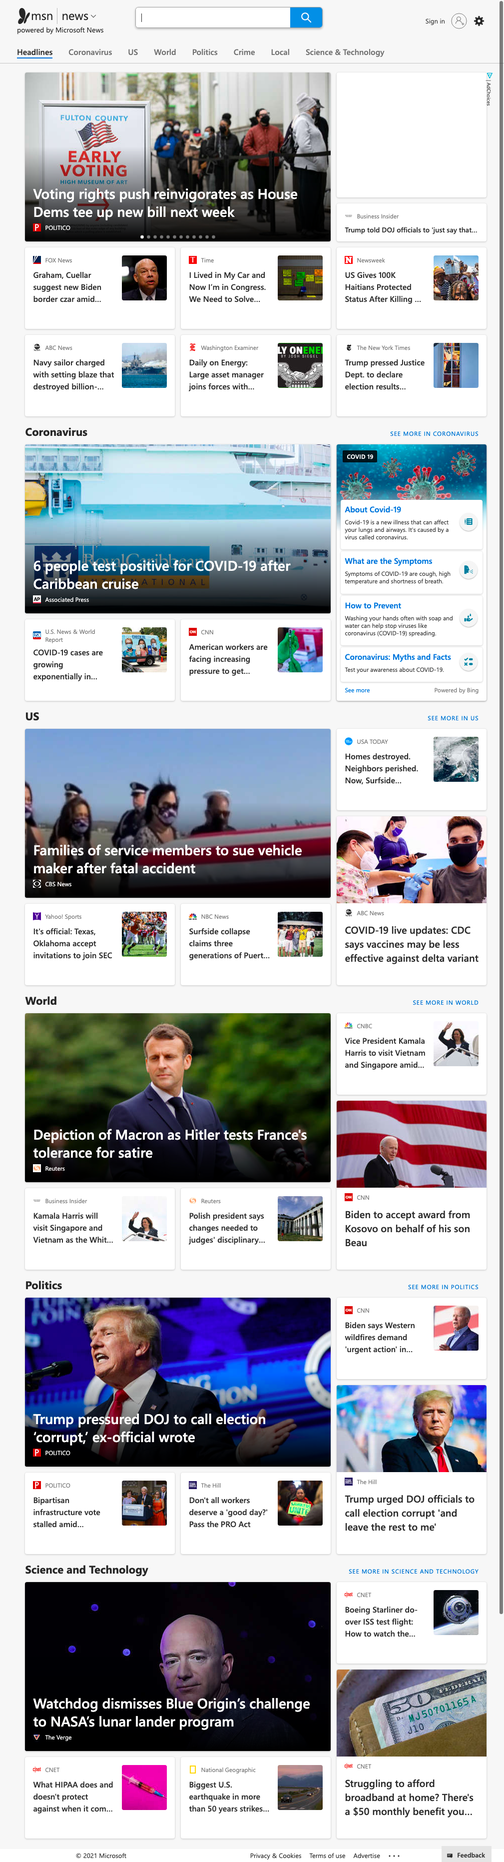 msn news
powered by Microsoft News
Sign in
Headlines Coronavirus US World Politics Crime Local Science & Technology
FULTON COUNTY
EARLY
VOTING
HIGH MUSEUM OF ART
Voting rights push reinvigorates as House
Dems tee up new bill next week
POLITICO
AdChoices
Business Insider
Trump told DOJ officials to 'just say that...
FOX News
Graham, Cuellar
suggest new Biden
border czar amid...
Time
I Lived in My Car and
Now I'm in Congress.
We Need to Solve...
Newsweek
US Gives 100K
Haitians Protected
Status After Killing ...
ABC News
Navy sailor charged
with setting blaze that
destroyed billion-...
Washington Examiner
Daily on Energy:
Large asset manager
joins forces with...
LY ON ENE
The New York Times
Trump pressed Justice
Dept. to declare
election results...
Coronavirus
SEE MORE IN CORONAVIRUS
Royal Caribbean
INTERNATIONAL
6 people test positive for COVID-19 after
Caribbean cruise
Associated Press
COVID 19
About Covid-19
Covid-19 is a new illness that can affect
your lungs and airways. It's caused by a
virus called coronavirus.
What are the Symptoms
Symptoms of COVID-19 are cough, high
temperature and shortness of breath.
How to Prevent
Washing your hands often with soap and
water can help stop viruses like
coronavirus (COVID-19) spreading.
Coronavirus: Myths and Facts
Test your awareness about COVID-19.
See more
Powered by Bing
U.S. News & World
Report
COVID-19 cases are
growing
exponentially in...
CNN
American workers are
facing increasing
pressure to get...
US
SEE MORE IN US
Families of service members to sue vehicle
maker after fatal accident
CBS News
USA TODAY
Homes destroyed.
Neighbors perished.
Now, Surfside...
ABC News
COVID-19 live updates: CDC
says vaccines may be less
effective against delta variant
Yahoo! Sports
It's official: Texas,
Oklahoma accept
invitations to join SEC
NBC News
Surfside collapse
claims three
generations of Puert...
World
SEE MORE IN WORLD
Depiction of Macron as Hitler tests France's
tolerance for satire
Reuters
CNBC
Vice President Kamala
Harris to visit Vietnam
and Singapore amid...
CNN
Biden to accept award from
Kosovo on behalf of his son
Beau
Business Insider
Kamala Harris will
visit Singapore and
Vietnam as the Whit...
Reuters
Polish president says
changes needed to
judges' disciplinary...
Politics
SEE MORE IN POLITICS
Trump pressured DOJ to call election
'corrupt,' ex-official wrote
POLITICO
CNN
Biden says Western
wildfires demand
'urgent action' in...
The Hill
Trump urged DOJ officials to
call election corrupt 'and
leave the rest to me'
POLITICO
Bipartisan
infrastructure vote
stalled amid...
The Hill
Don't all workers
deserve a 'good day?'
Pass the PRO Act
Science and Technology
SEE MORE IN SCIENCE AND TECHNOLOGY
Watchdog dismisses Blue Origin's challenge
to NASA's lunar lander program
The Verge
CNET
Boeing Starliner do-
over ISS test flight:
How to watch the...
CNET
Struggling to afford
broadband at home? There's
a $50 monthly benefit you...
CNET
What HIPAA does and
doesn't protect
against when it com...
National Geographic
Biggest U.S.
earthquake in more
than 50 years strikes...
© 2021 Microsoft
Privacy & Cookies Terms of use Advertise ...
Feedback